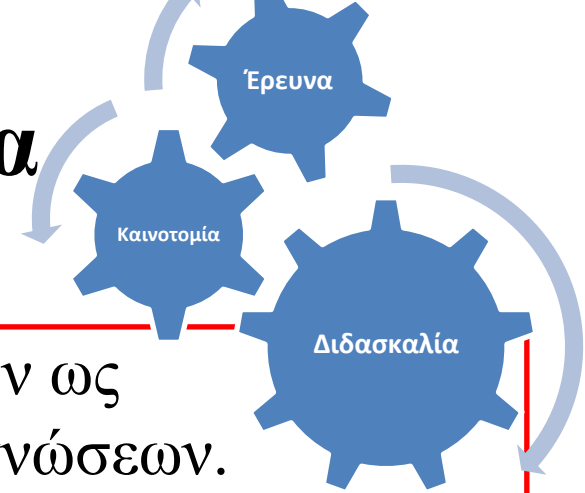 Έρευνα
α
Καινοτομία
Διδασκαλία
ν ως
νώσεων.